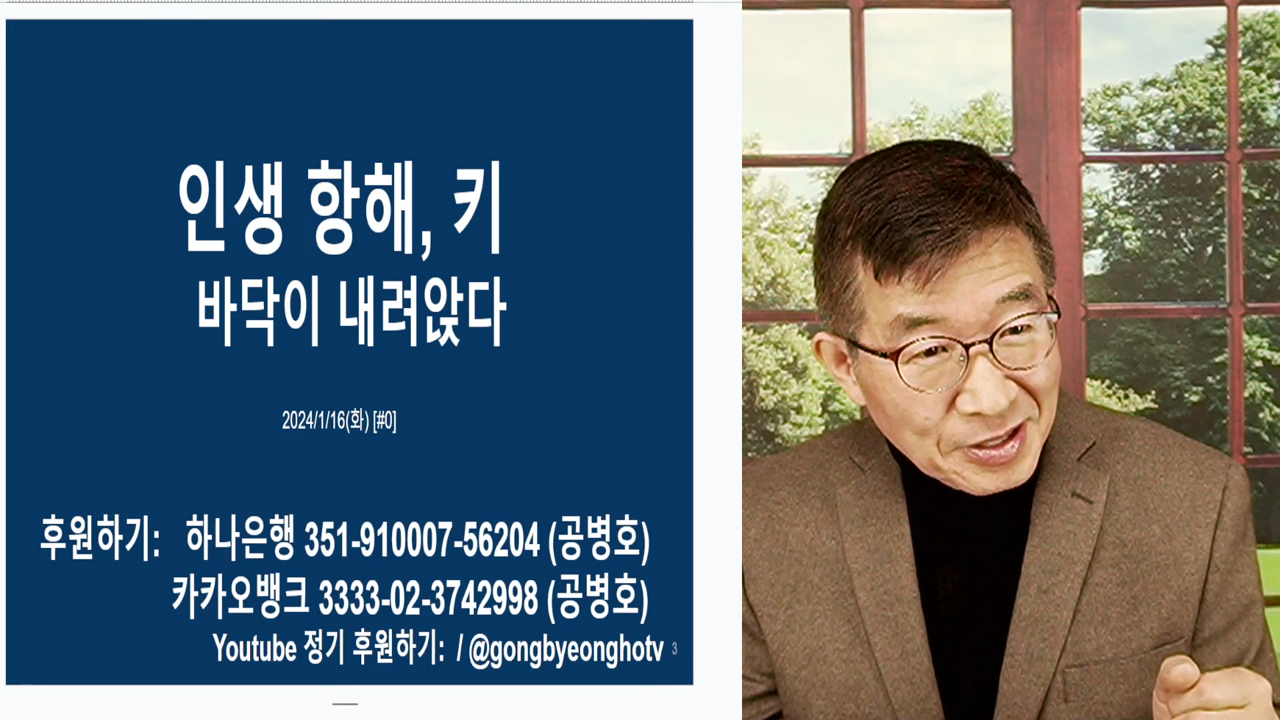 인생 항해, 키
바닥이 내려앉다
2024/1/16(화) [#0]
후원하기: 하나은행 351-910007-56204 (공병호)
카카오뱅크 3333-02-3742998 (공병호)
Youtube 정기 후원하기: / @gongbyeonghotv 3